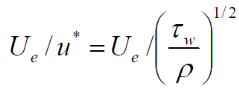 U_e / u^* = U_e / (τ_w / ρ)^{1/2}